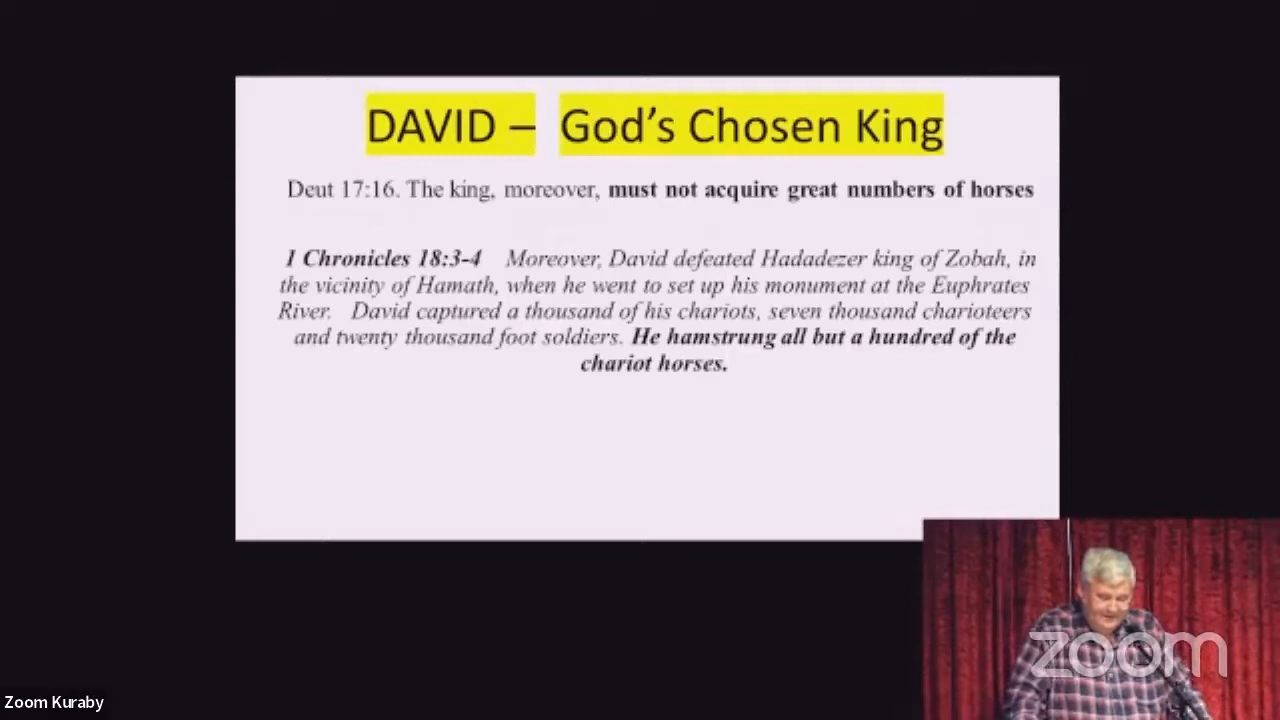 DAVID – God's Chosen King
Deut 17:16. The king, moreover, must not acquire great numbers of horses
1 Chronicles 18:3-4 Moreover, David defeated Hadadezer king of Zobah, in
the vicinity of Hamath, when he went to set up his monument at the Euphrates
River. David captured a thousand of his chariots, seven thousand charioteers
and twenty thousand foot soldiers. He hamstrung all but a hundred of the
chariot horses.
zoom
Zoom Kuraby